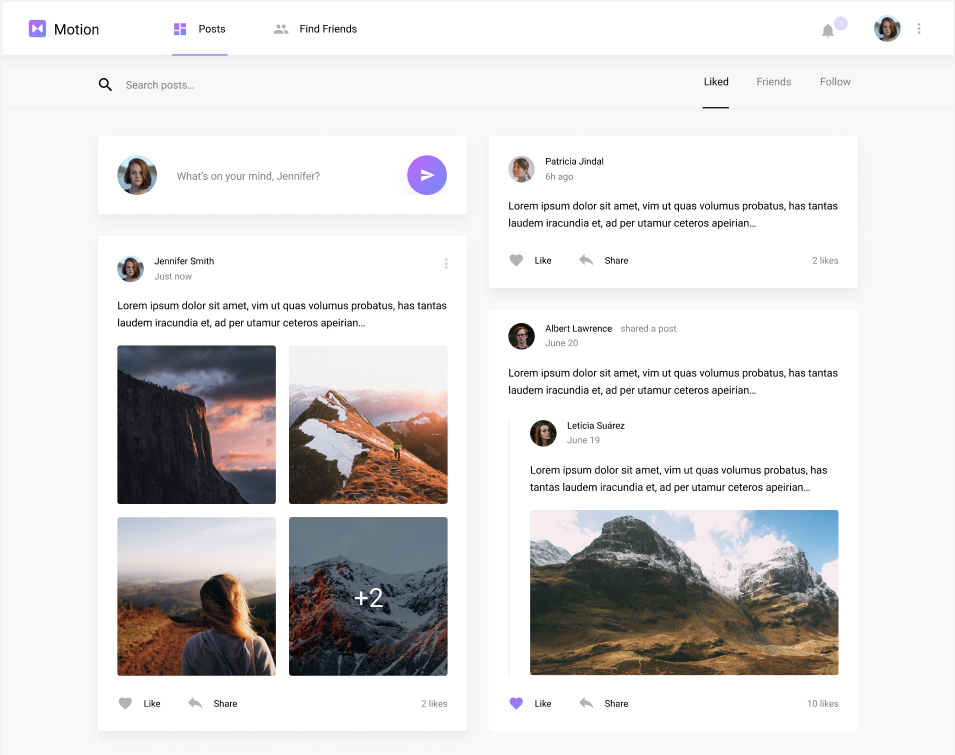 Motion
Posts
Find Friends
Search posts...
Liked
Friends
Follow
What's on your mind, Jennifer?
Jennifer Smith
Just now
Lorem ipsum dolor sit amet, vim ut quas volumus probatus, has tantas
laudem iracundia et, ad per utamur ceteros apeirian...
+2
Like
Share
2 likes
Patricia Jindal
6h ago
Lorem ipsum dolor sit amet, vim ut quas volumus probatus, has tantas
laudem iracundia et, ad per utamur ceteros apeirian...
Like
Share
2 likes
Albert Lawrence shared a post
June 20
Lorem ipsum dolor sit amet, vim ut quas volumus probatus, has tantas
laudem iracundia et, ad per utamur ceteros apeirian...
Leticia Suárez
June 19
Lorem ipsum dolor sit amet, vim ut quas volumus probatus, has
tantas laudem iracundia et, ad per utamur ceteros apeirian...
Like
Share
10 likes